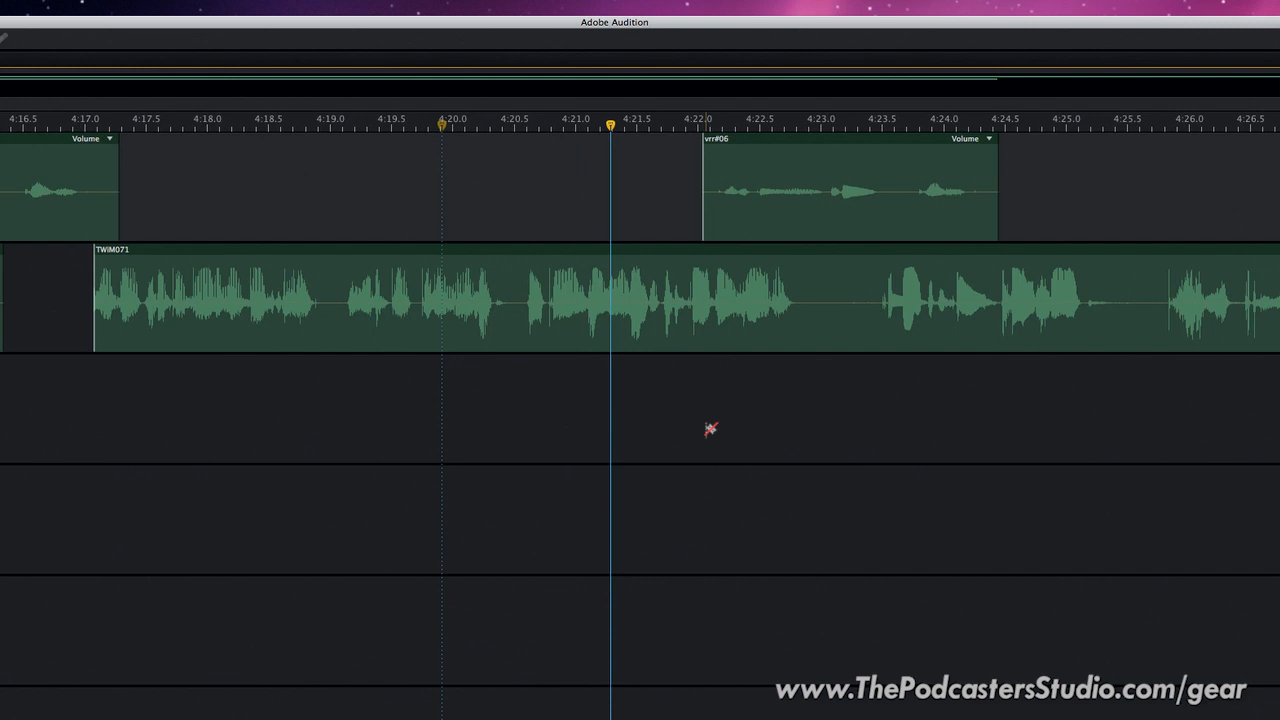 Adobe Audition
4:16.5 4:17.0 4:17.5 4:18.0 4:18.5 4:19.0 4:19.5 4:20.0 4:20.5 4:21.0 4:21.5 4:22.0 4:22.5 4:23.0 4:23.5 4:24.0 4:24.5 4:25.0 4:25.5 4:26.0 4:26.5
Volume vrr#06 Volume
TWiM071
www.ThePodcastersStudio.com/gear